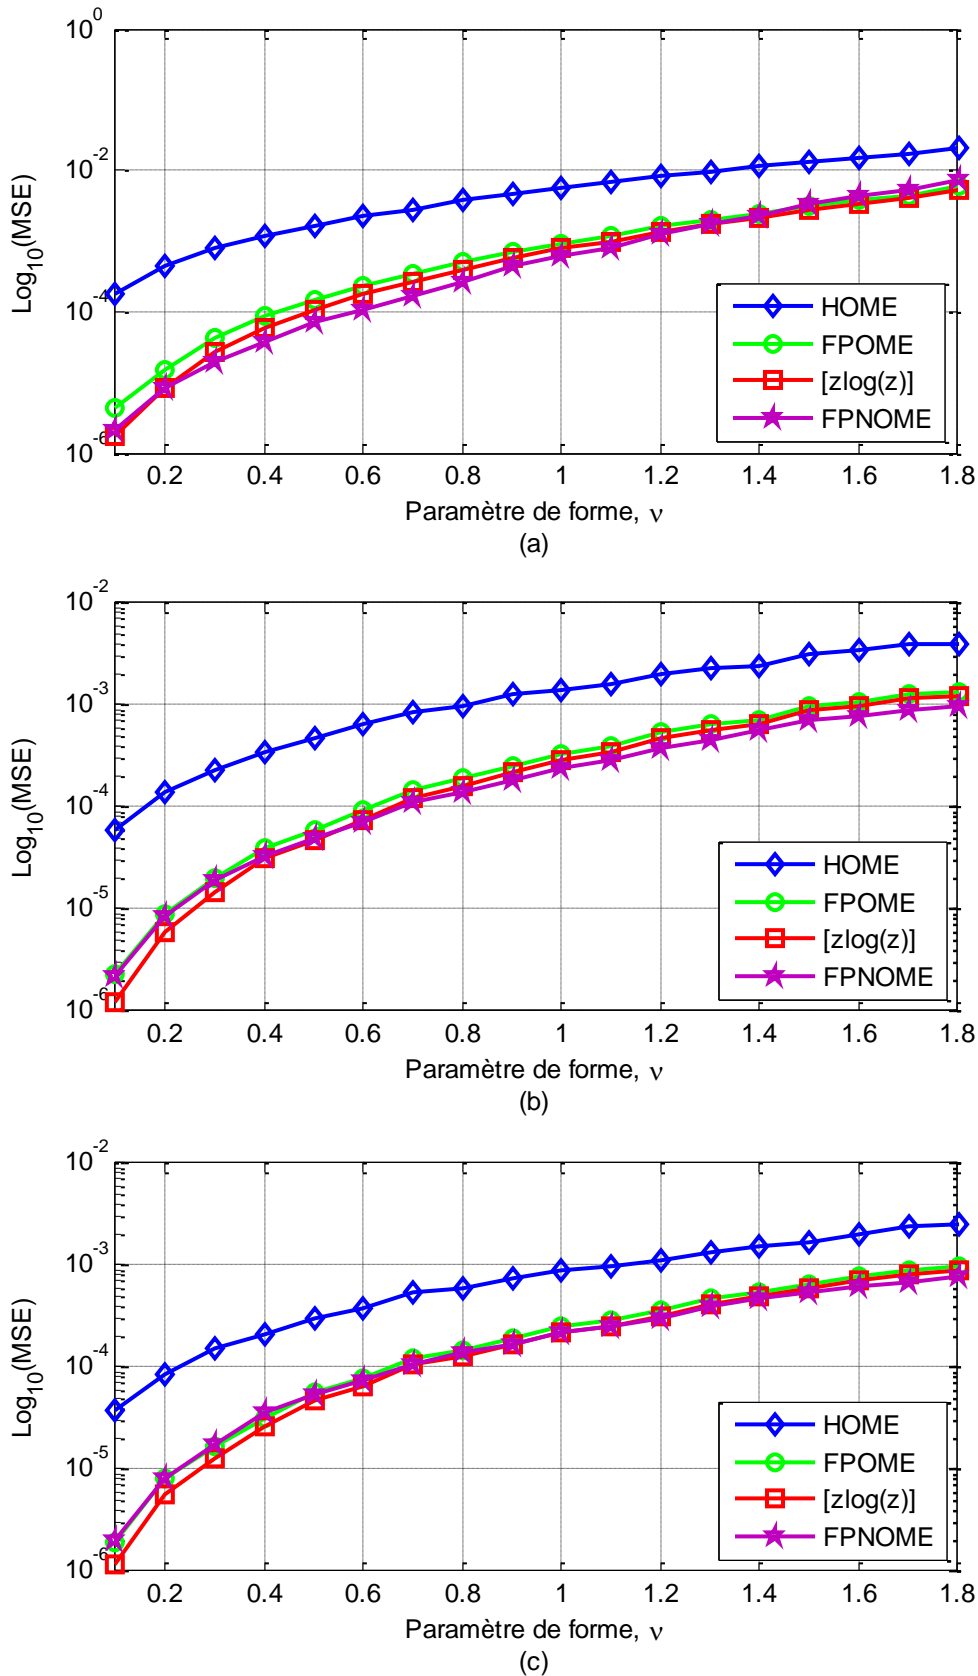 10^0
10^-2
10^-4
10^-6
Log10(MSE)
HOME
FPOME
[zlog(z)]
FPNOME
0.2 0.4 0.6 0.8 1 1.2 1.4 1.6 1.8
Paramètre de forme, ν
(a)
10^-2
10^-3
10^-4
10^-5
10^-6
Log10(MSE)
HOME
FPOME
[zlog(z)]
FPNOME
0.2 0.4 0.6 0.8 1 1.2 1.4 1.6 1.8
Paramètre de forme, ν
(b)
10^-2
10^-3
10^-4
10^-5
10^-6
Log10(MSE)
HOME
FPOME
[zlog(z)]
FPNOME
0.2 0.4 0.6 0.8 1 1.2 1.4 1.6 1.8
Paramètre de forme, ν
(c)